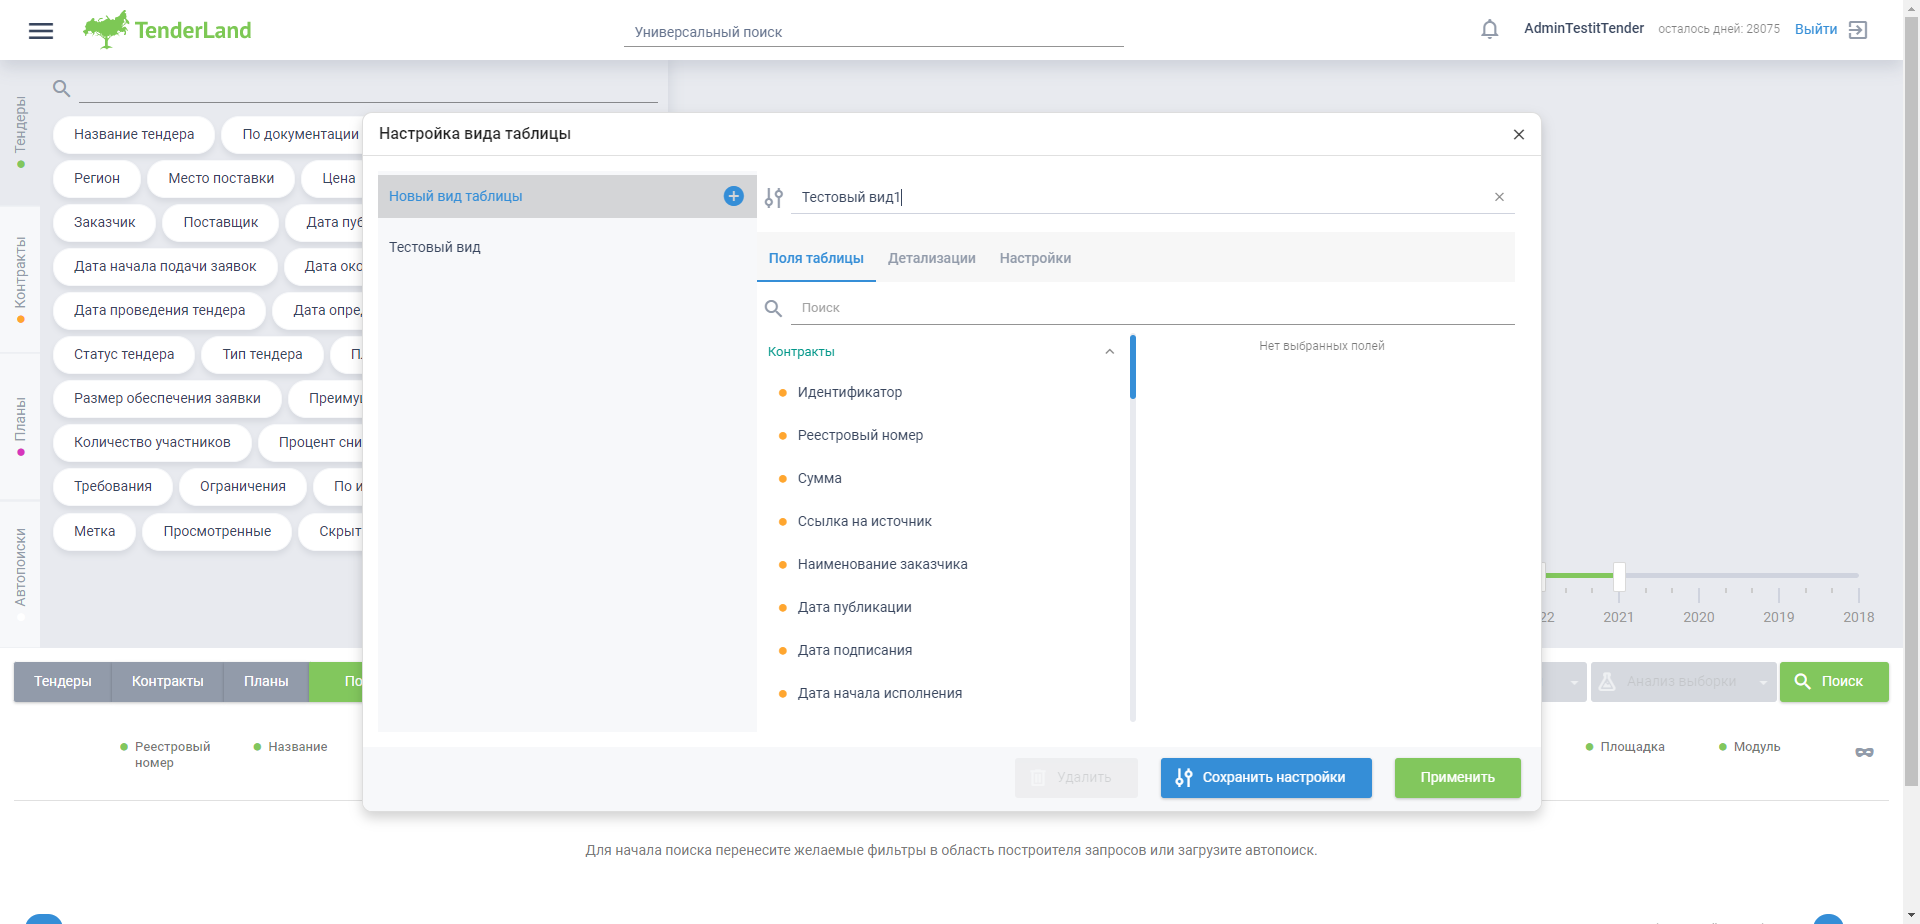 TenderLand
Универсальный поиск
AdminTestitTender
осталось дней: 28075
Выйти
Тендеры
Контракты
Планы
Автопоиски
Название тендера
По документации
Регион
Место поставки
Цена
Заказчик
Поставщик
Дата пуб
Дата начала подачи заявок
Дата око
Дата проведения тендера
Дата опре
Статус тендера
Тип тендера
Размер обеспечения заявки
Преиму
Количество участников
Процент сни
Требования
Ограничения
По и
Метка
Просмотренные
Скрыт
Настройка вида таблицы
Новый вид таблицы
Тестовый вид
Тестовый вид1
Поля таблицы
Детализации
Настройки
Поиск
Контракты
Идентификатор
Реестровый номер
Сумма
Ссылка на источник
Наименование заказчика
Дата публикации
Дата подписания
Дата начала исполнения
Нет выбранных полей
Удалить
Сохранить настройки
Применить
22
2021
2020
2019
2018
Тендеры
Контракты
Планы
По
Анализ выборки
Поиск
Реестровый
номер
Название
Площадка
Модуль
Для начала поиска перенесите желаемые фильтры в область построителя запросов или загрузите автопоиск.